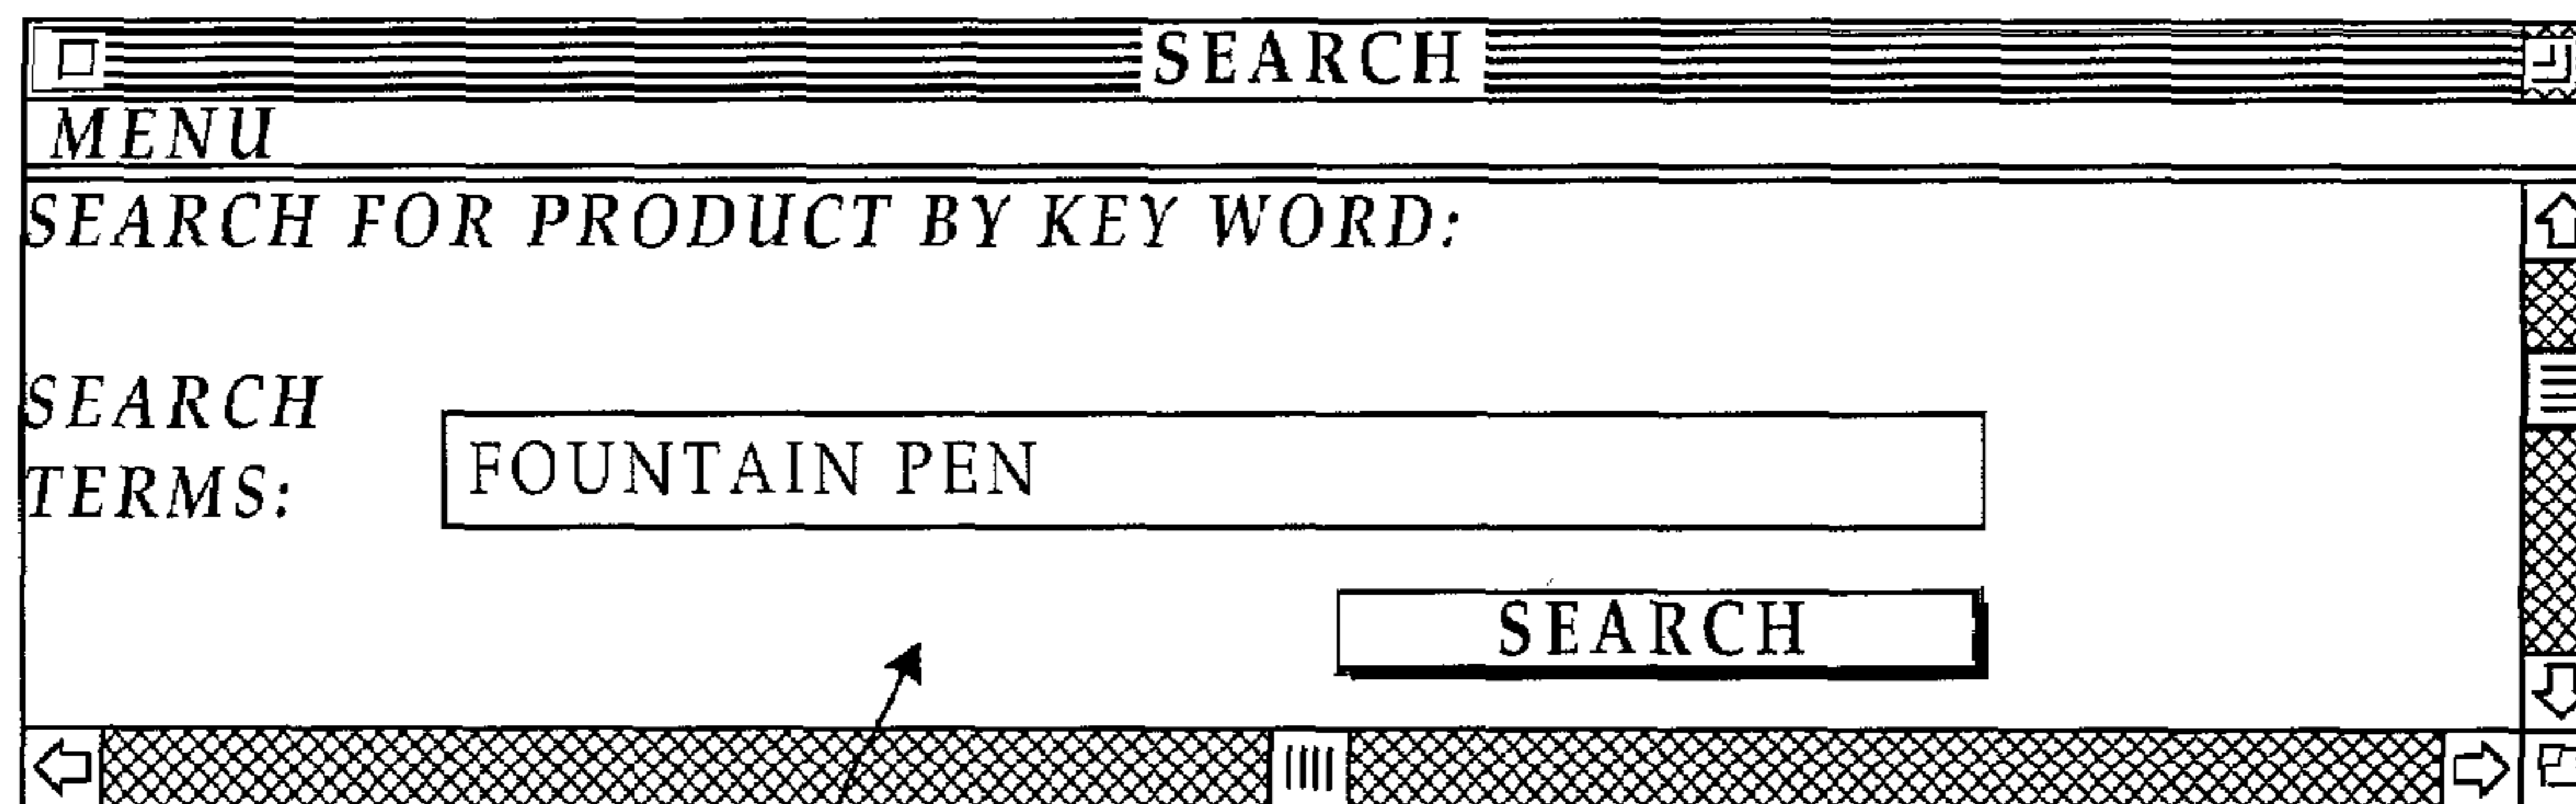 SEARCH
MENU
SEARCH FOR PRODUCT BY KEY WORD:
SEARCH
TERMS:
FOUNTAIN PEN
SEARCH